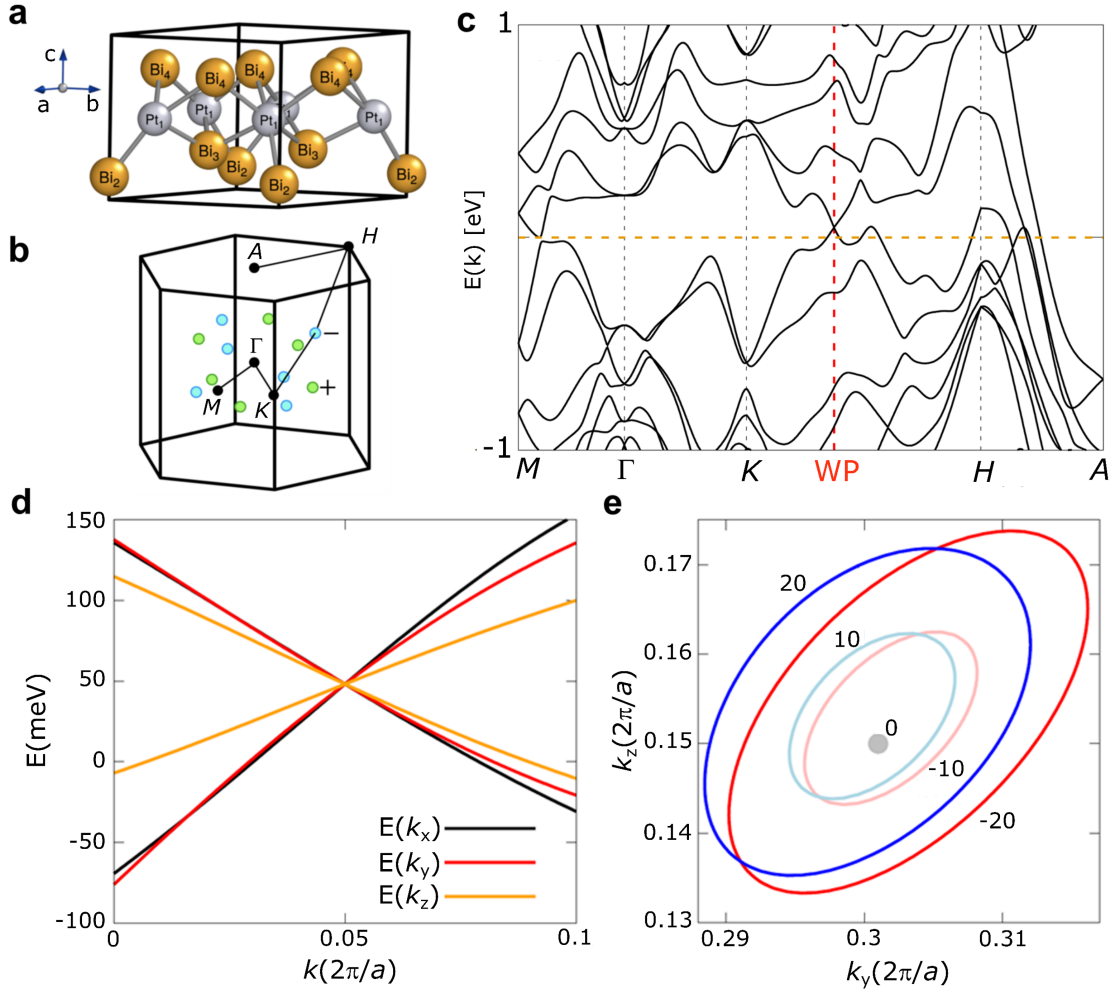 a
c
a
b
Bi4 Bi4 Bi4 Bi4
Pt1 Pt1 Pt1 Pt1
Bi3 Bi3
Bi2 Bi2 Bi2 Bi2
b
A H
Γ
−
+
M K
c
1
E(k) [eV]
-1
M Γ K WP H A
d
150
100
50
0
-50
-100
E(meV)
E(kx)
E(ky)
E(kz)
0 0.05 0.1
k(2π/a)
e
0.17
0.16
0.15
0.14
0.13
kz(2π/a)
20
10
0
-10
-20
0.29 0.3 0.31
ky(2π/a)